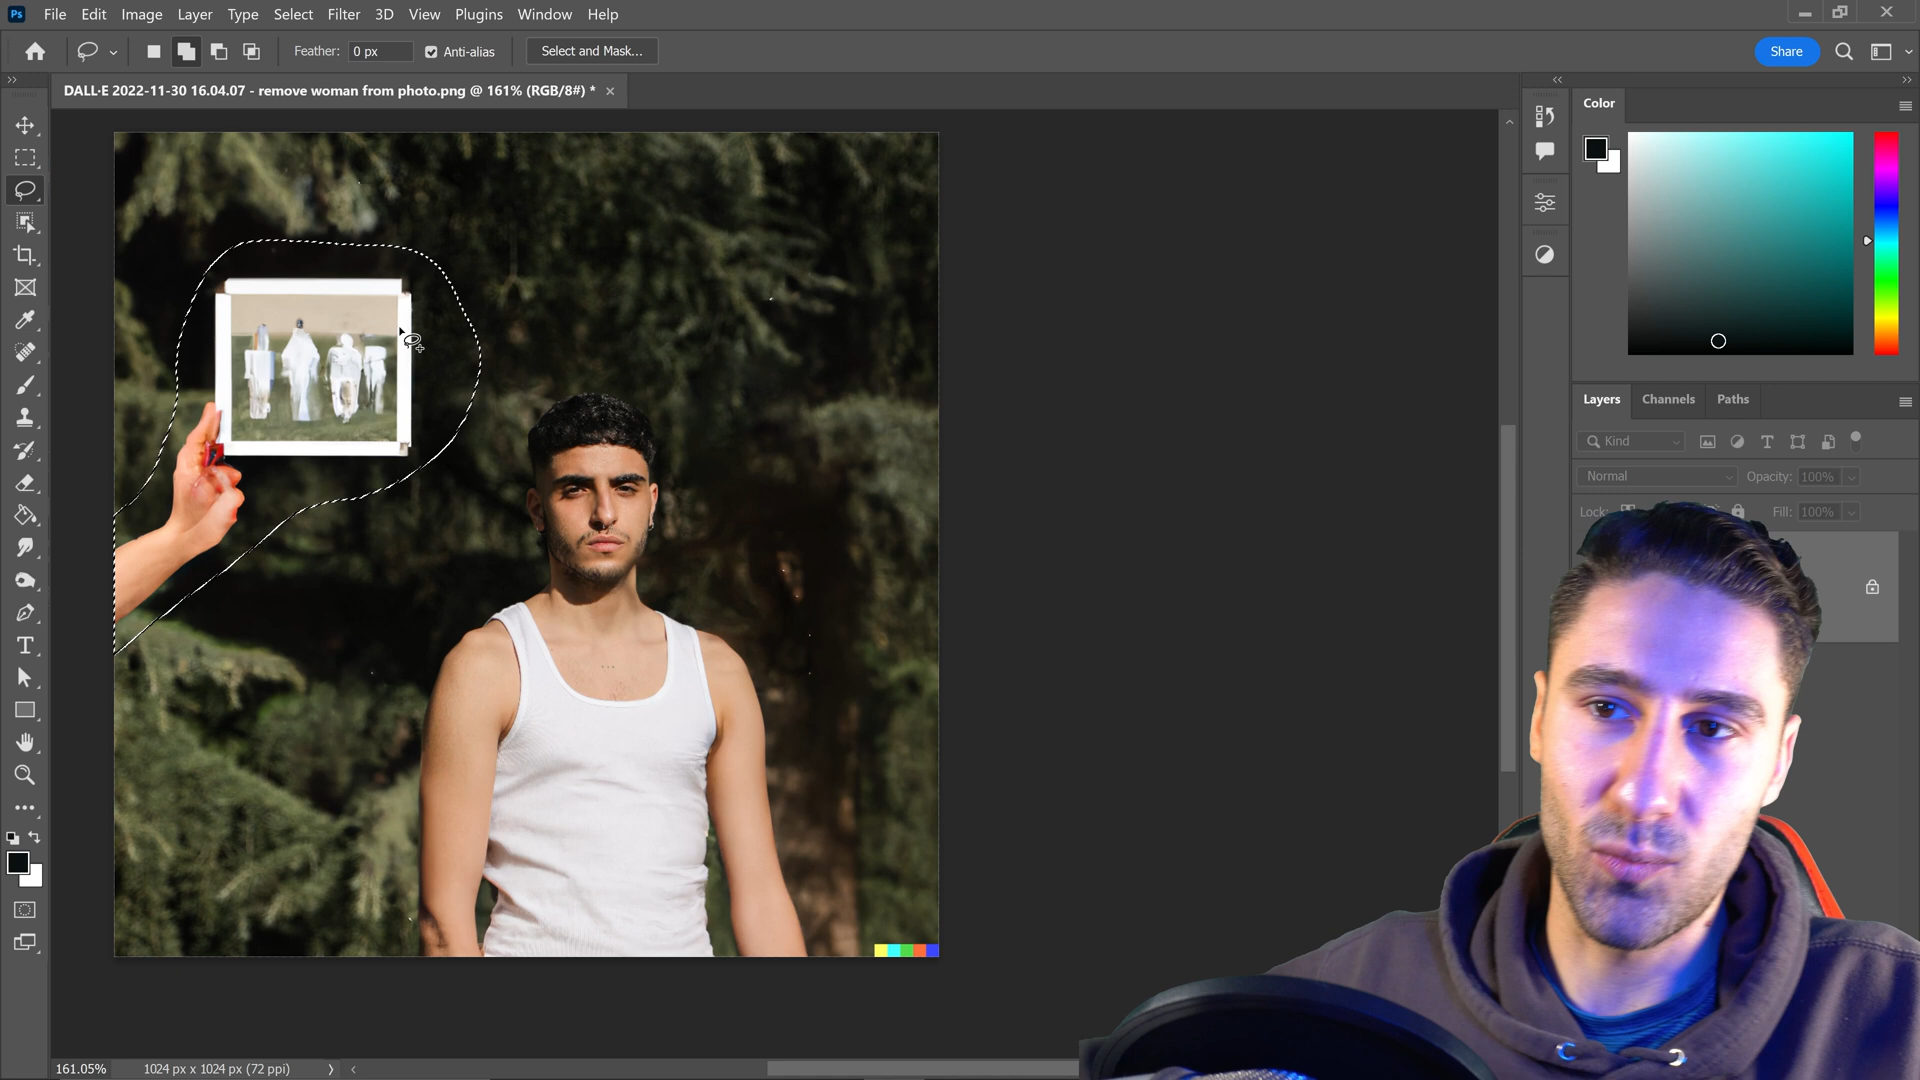 Ps File Edit Image Layer Type Select Filter 3D View Plugins Window Help
Feather: 0 px Anti-alias Select and Mask... Share
DALL·E 2022-11-30 16.04.07 - remove woman from photo.png @ 161% (RGB/8#) *
Color
Layers Channels Paths
Kind
Normal Opacity: 100%
Lock: Fill: 100%
161.05% 1024 px x 1024 px (72 ppi)